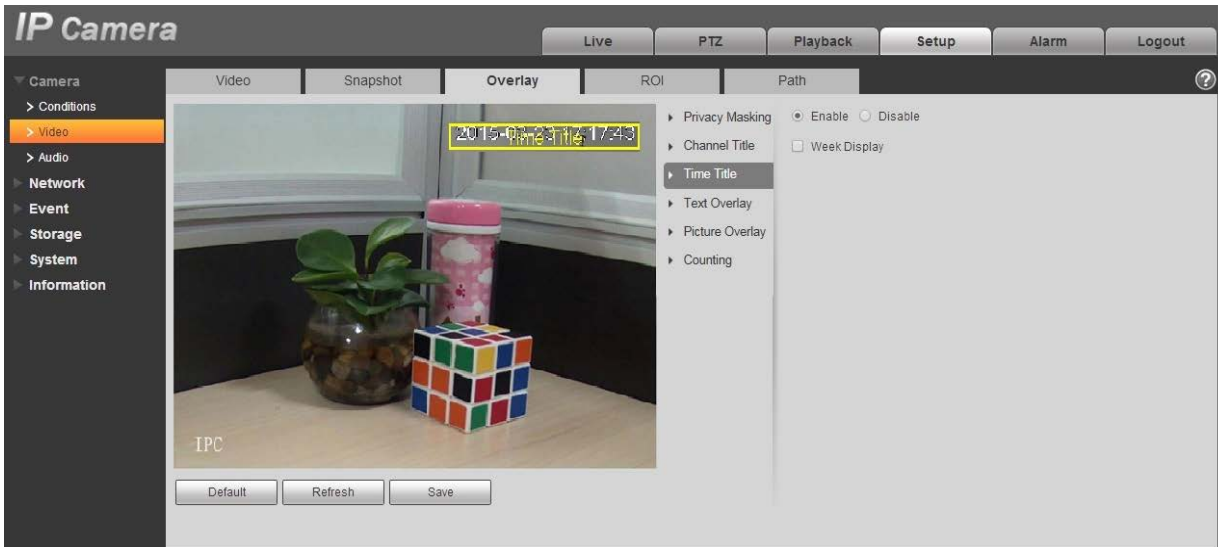 IP Camera
Live
PTZ
Playback
Setup
Alarm
Logout
Camera
> Conditions
> Video
> Audio
Network
Event
Storage
System
Information
Video
Snapshot
Overlay
ROI
Path
Time Title
IPC
Privacy Masking
Channel Title
Time Title
Text Overlay
Picture Overlay
Counting
Enable
Disable
Week Display
Default
Refresh
Save